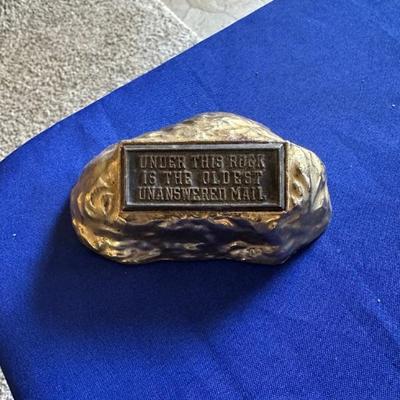 UNDER THIS ROCK
IS THE OLDEST
UNANSWERED MAIL